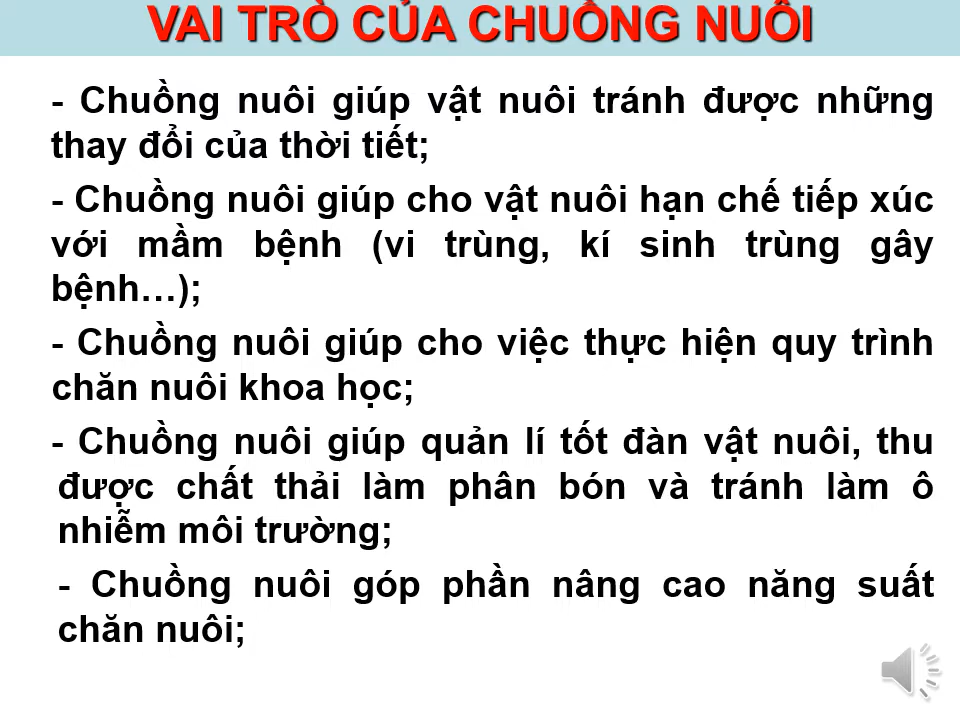 VAI TRÒ CỦA CHUỒNG NUÔI
- Chuồng nuôi giúp vật nuôi tránh được những
thay đổi của thời tiết;
- Chuồng nuôi giúp cho vật nuôi hạn chế tiếp xúc
với mầm bệnh (vi trùng, kí sinh trùng gây
bệnh…);
- Chuồng nuôi giúp cho việc thực hiện quy trình
chăn nuôi khoa học;
- Chuồng nuôi giúp quản lí tốt đàn vật nuôi, thu
được chất thải làm phân bón và tránh làm ô
nhiễm môi trường;
- Chuồng nuôi góp phần nâng cao năng suất
chăn nuôi;